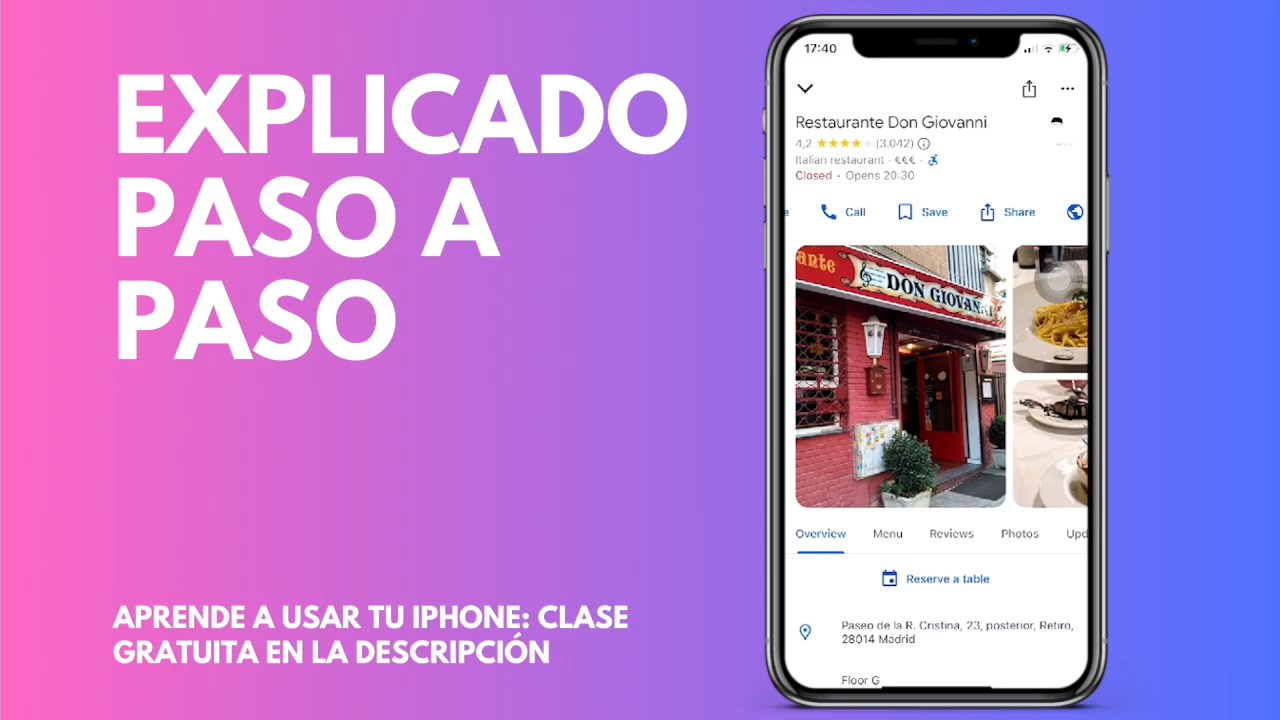 EXPLICADO
PASO A
PASO
APRENDE A USAR TU IPHONE: CLASE
GRATUITA EN LA DESCRIPCIÓN
17:40
Restaurante Don Giovanni
4,2 (3.042)
Italian restaurant · €€€ ·
Closed · Opens 20:30
Call Save Share
ante DON GIOVANNI
Overview Menu Reviews Photos Upd
Reserve a table
Paseo de la R. Cristina, 23, posterior, Retiro,
28014 Madrid
Floor G